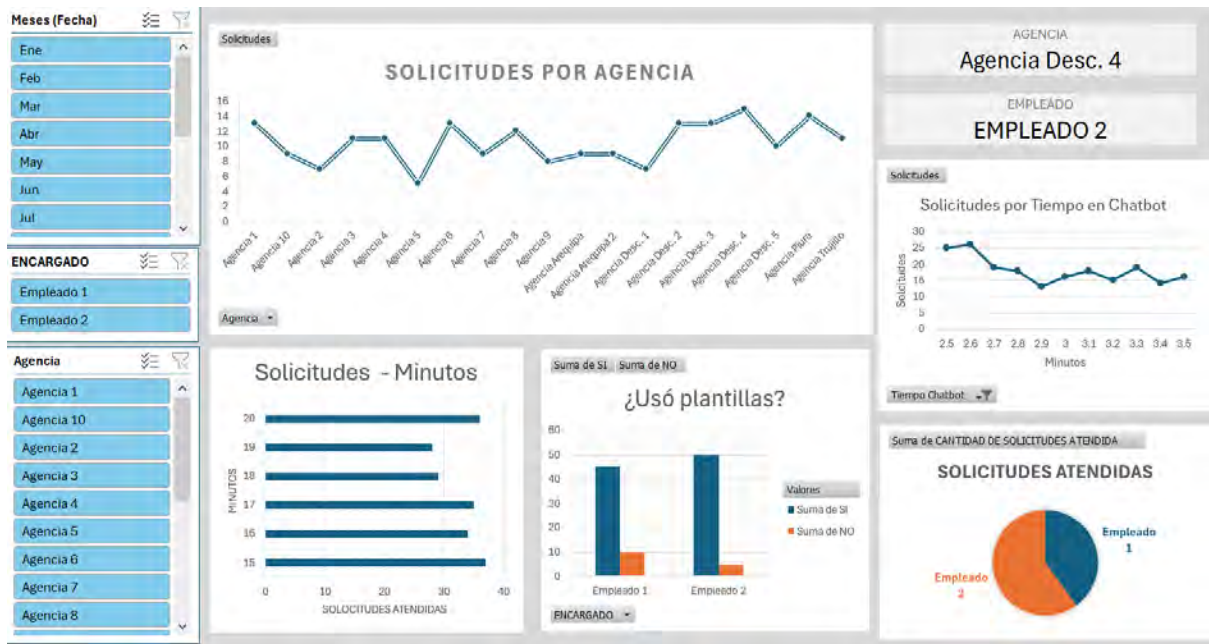 Meses (Fecha)
Ene
Feb
Mar
Abr
May
Jun
Jul
ENCARGADO
Empleado 1
Empleado 2
Agencia
Agencia 1
Agencia 10
Agencia 2
Agencia 3
Agencia 4
Agencia 5
Agencia 6
Agencia 7
Agencia 8
Solicitudes
SOLICITUDES POR AGENCIA
16
14
12
10
8
6
4
2
0
Agencia 1
Agencia 10
Agencia 2
Agencia 3
Agencia 4
Agencia 5
Agencia 6
Agencia 7
Agencia 8
Agencia 9
Agencia Arequipa
Agencia Arequipa 2
Agencia Desc. 1
Agencia Desc. 2
Agencia Desc. 3
Agencia Desc. 4
Agencia Desc. 5
Agencia Piura
Agencia Trujillo
Agencia
AGENCIA
Agencia Desc. 4
EMPLEADO
EMPLEADO 2
Solicitudes
Solicitudes por Tiempo en Chatbot
Solicitudes
30
25
20
15
10
5
0
2.5 2.6 2.7 2.8 2.9 3 3.1 3.2 3.3 3.4 3.5
Minutos
Tiempo Chatbot
Solicitudes - Minutos
MINUTOS
20
19
18
17
16
15
0 10 20 30 40
SOLOCITUDES ATENDIDAS
Suma de SI Suma de NO
¿Usó plantillas?
60
50
40
30
20
10
0
Empleado 1 Empleado 2
Valores
Suma de SI
Suma de NO
ENCARGADO
Suma de CANTIDAD DE SOLICITUDES ATENDIDA
SOLICITUDES ATENDIDAS
Empleado
1
Empleado
2